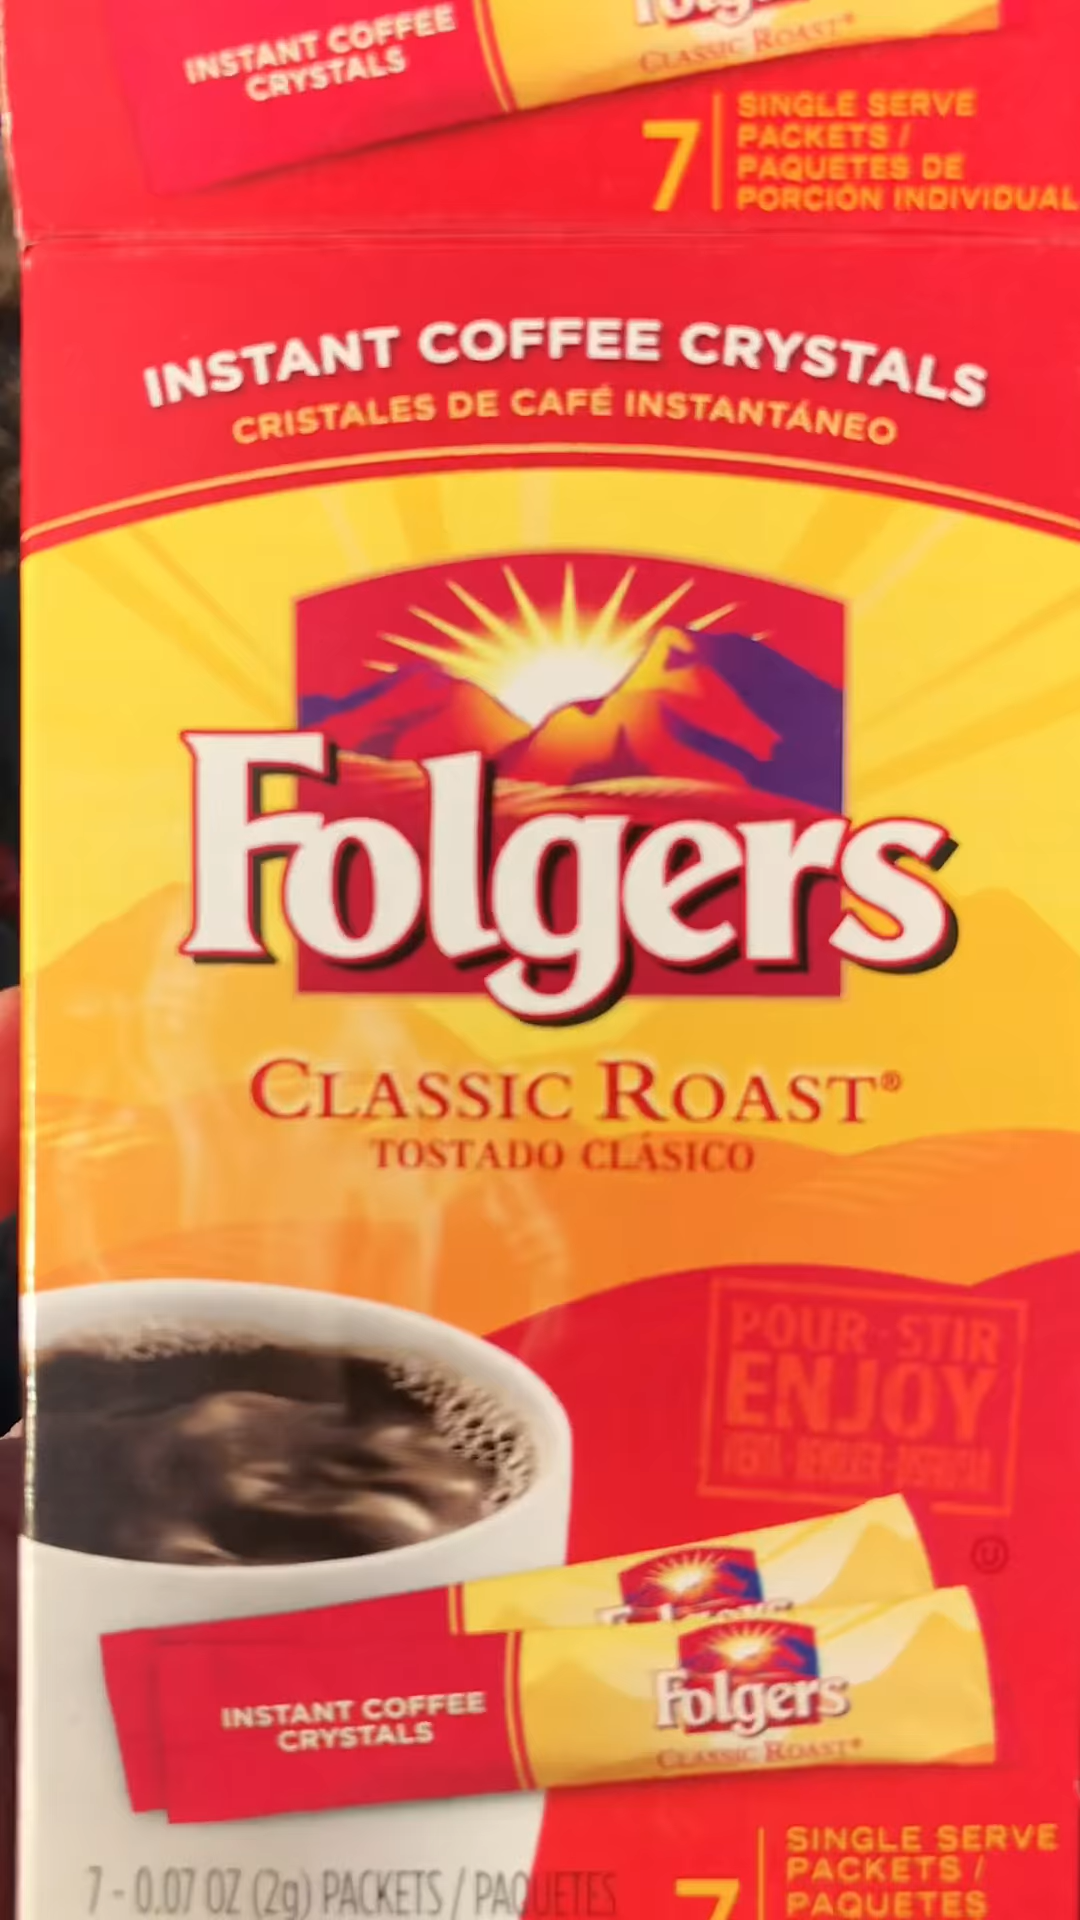 INSTANT COFFEE
CRYSTALS
Folgers
CLASSIC ROAST®
7
SINGLE SERVE
PACKETS /
PAQUETES DE
PORCIÓN INDIVIDUAL
INSTANT COFFEE CRYSTALS
CRISTALES DE CAFÉ INSTANTÁNEO
Folgers
CLASSIC ROAST®
TOSTADO CLÁSICO
POUR · STIR
ENJOY
U
Folgers
INSTANT COFFEE
CRYSTALS
Folgers
CLASSIC ROAST®
7 - 0.07 OZ (2g) PACKETS / PAQUETES
7
SINGLE SERVE
PACKETS /
PAQUETES